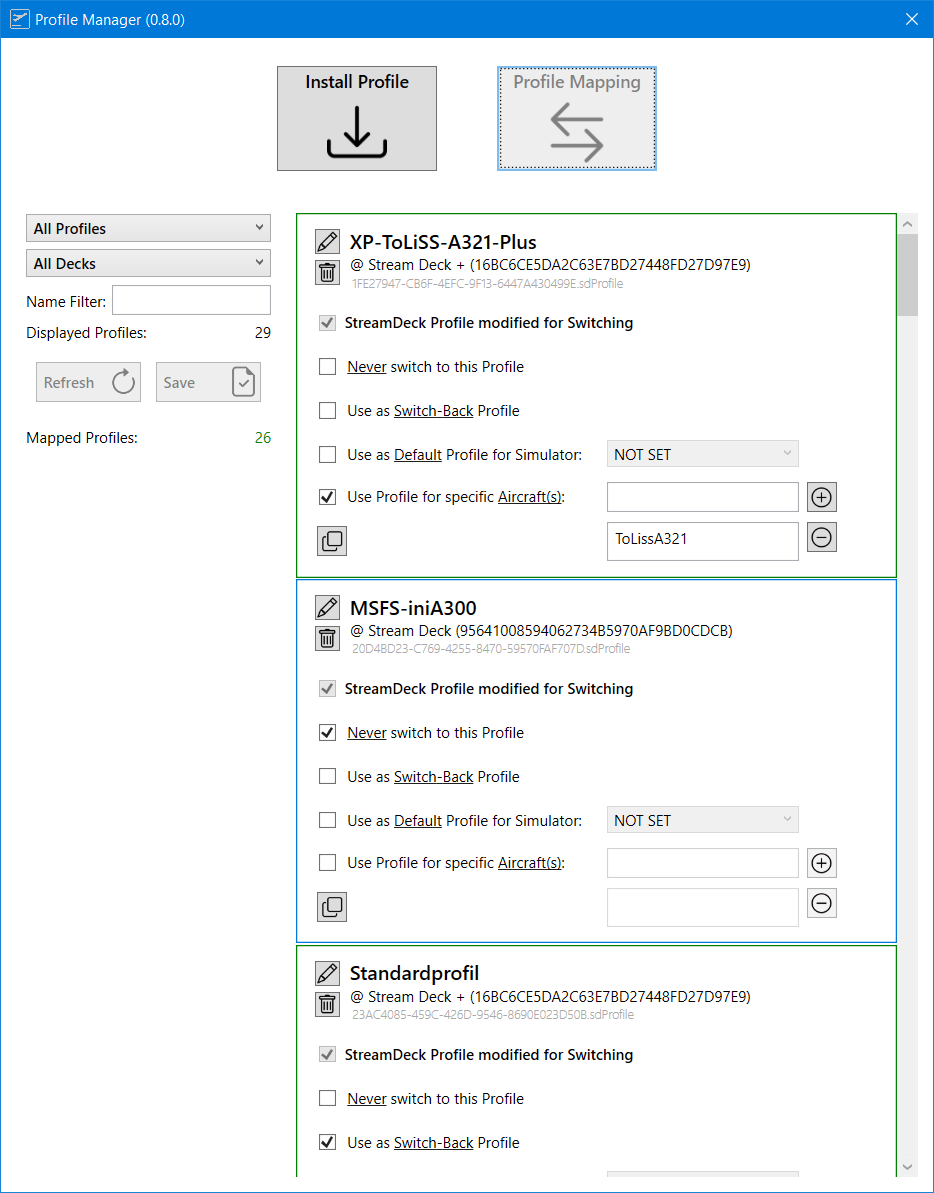 Profile Manager (0.8.0)
Install Profile
Profile Mapping
All Profiles
All Decks
Name Filter:
Displayed Profiles: 29
Refresh
Save
Mapped Profiles: 26
XP-ToLiSS-A321-Plus
@ Stream Deck + (16BC6CE5DA2C63E7BD27448FD27D97E9)
1FE27947-CB6F-4EFC-9F13-6447A430499E.sdProfile
StreamDeck Profile modified for Switching
Never switch to this Profile
Use as Switch-Back Profile
Use as Default Profile for Simulator: NOT SET
Use Profile for specific Aircraft(s):
ToLissA321
MSFS-iniA300
@ Stream Deck (95641008594062734B5970AF9BD0CDCB)
20D4BD23-C769-4255-8470-59570FAF707D.sdProfile
StreamDeck Profile modified for Switching
Never switch to this Profile
Use as Switch-Back Profile
Use as Default Profile for Simulator: NOT SET
Use Profile for specific Aircraft(s):
Standardprofil
@ Stream Deck + (16BC6CE5DA2C63E7BD27448FD27D97E9)
23AC4085-459C-426D-9546-8690E023D50B.sdProfile
StreamDeck Profile modified for Switching
Never switch to this Profile
Use as Switch-Back Profile